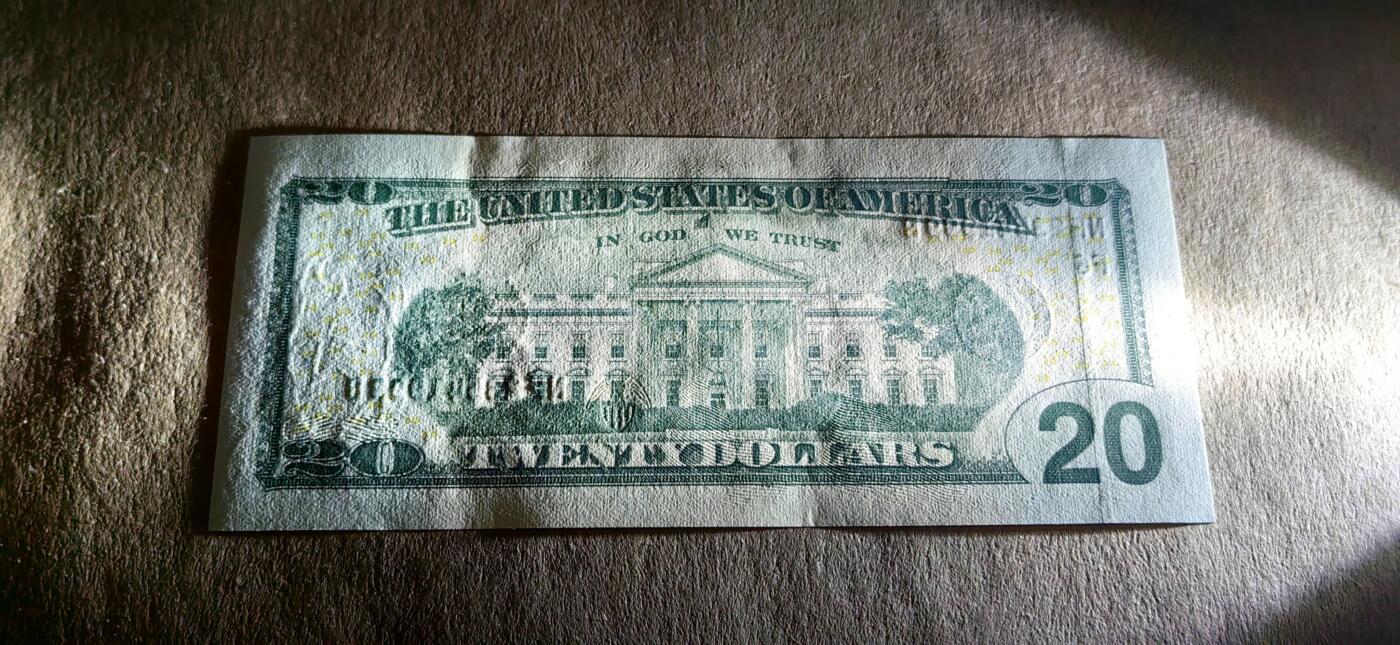 20 20
THE UNITED STATES OF AMERICA
IN GOD WE TRUST
20 TWENTY DOLLARS 20